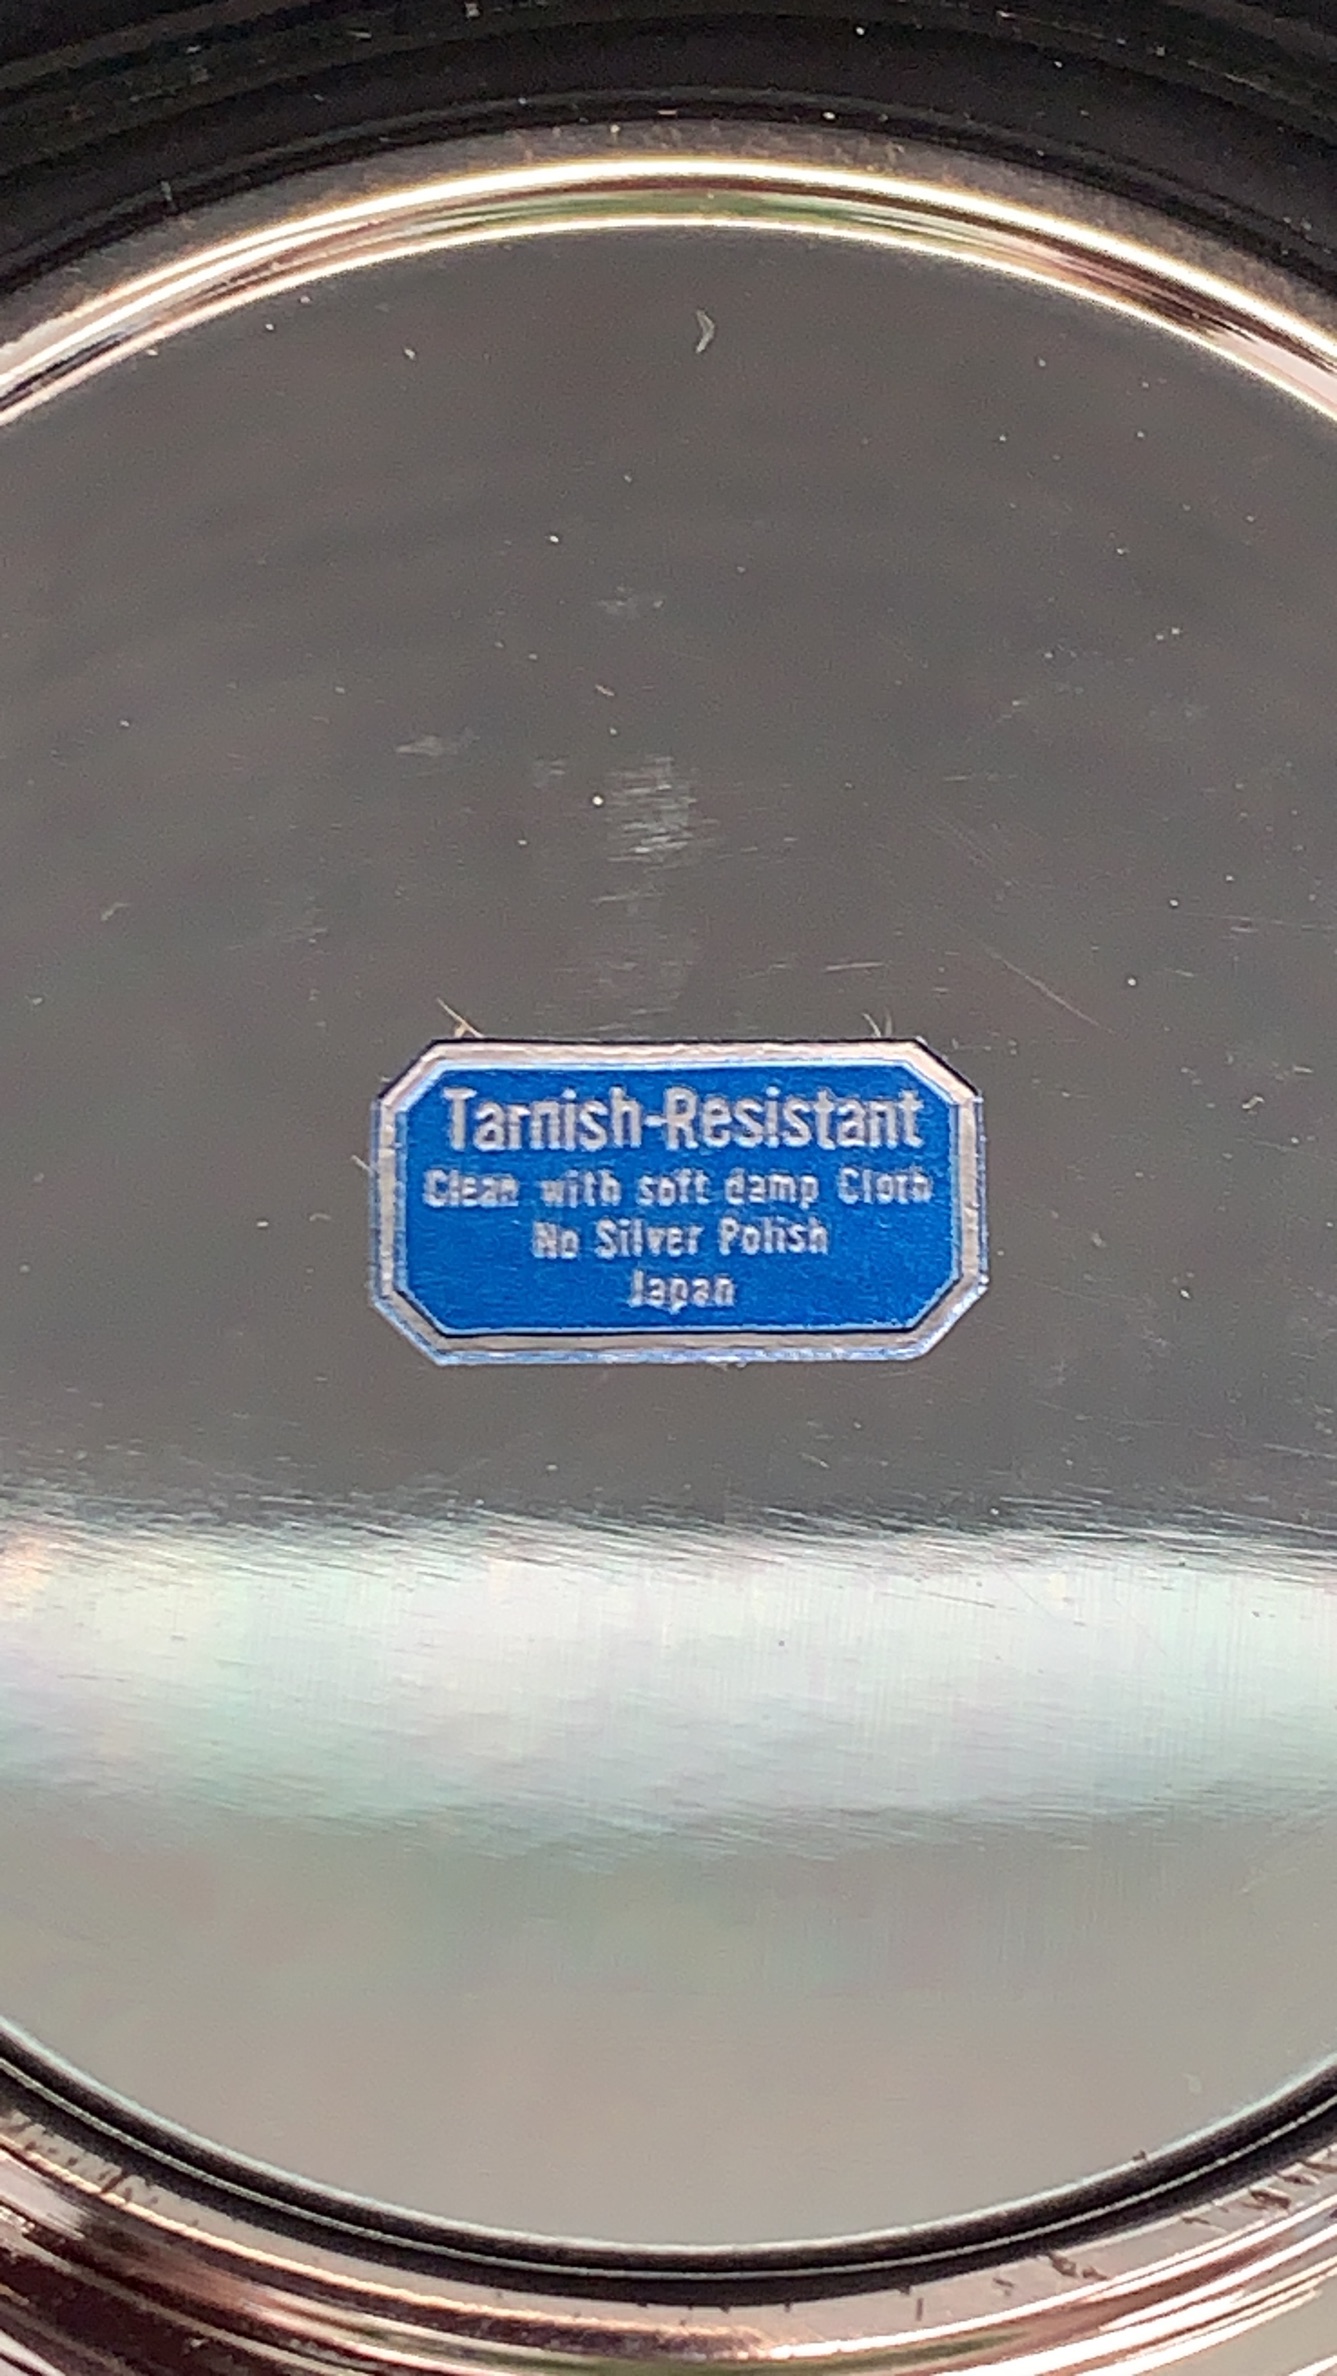 Tarnish-Resistant
Clean with soft damp Cloth
No Silver Polish
Japan